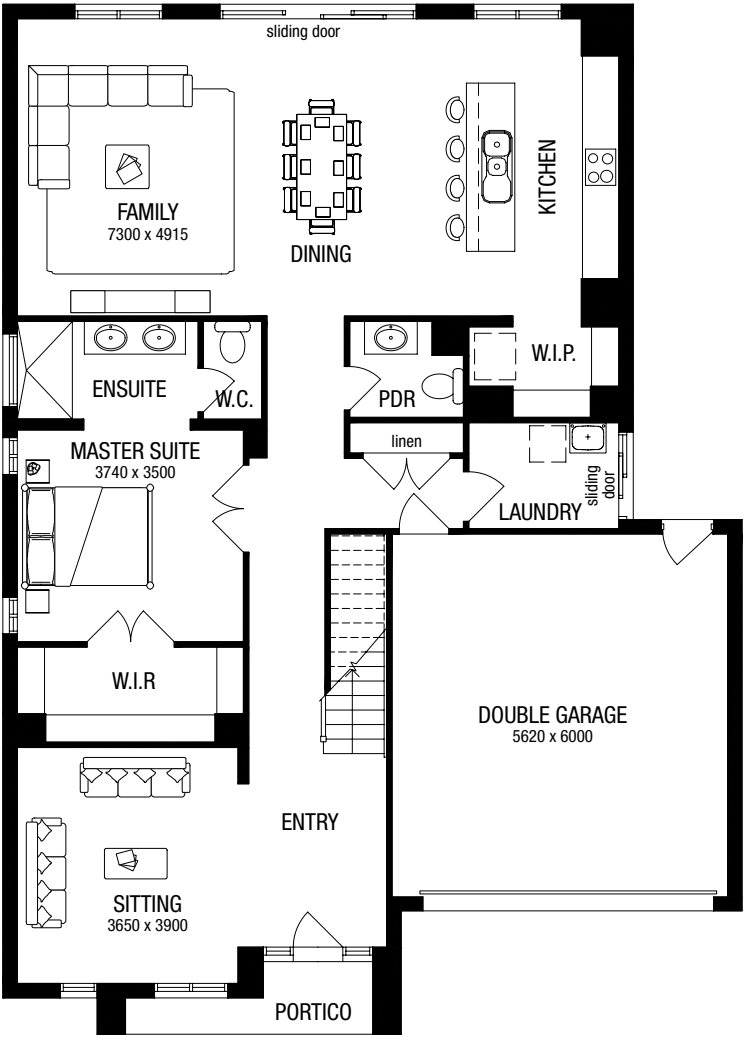 sliding door
KITCHEN
FAMILY
7300 x 4915
DINING
W.I.P.
ENSUITE
W.C.
PDR
linen
MASTER SUITE
3740 x 3500
sliding
door
LAUNDRY
W.I.R
DOUBLE GARAGE
5620 x 6000
ENTRY
SITTING
3650 x 3900
PORTICO